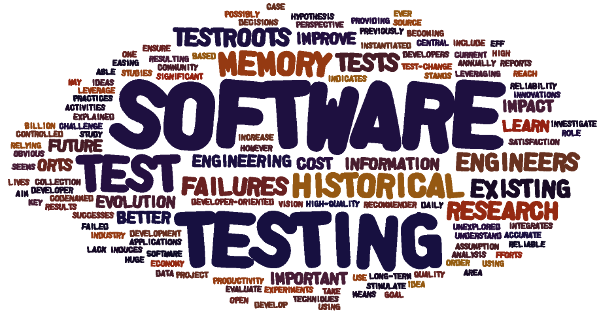 CASE
POSSIBLY HYPOTHESIS EVER
DECISIONS PERSPECTIVE PROVIDING SOURCE
TESTROOTS IMPROVE PREVIOUSLY BECOMING
ENSURE INSTANTIATED CENTRAL INCLUDE EFF
ONE RESULTING BASED MEMORY TESTS DEVELOPERS CURRENT HIGH
EASING COMMUNITY TEST-CHANGE ANNUALLY REPORTS
ABLE STUDIES SIGNIFICANT INDICATES STANDS LEVERAGING REACH
MAY IDEAS SOFTWARE RELIABILITY
LEVERAGE INNOVATIONS
PRACTICES IMPACT
ACTIVITIES
EXPLAINED
BILLION CHALLENGE LEARN INVESTIGATE
CONTROLLED STUDY INCREASE ROLE
RELYING FUTURE HOWEVER SATISFACTION
OBVIOUS
SEENS ORTS TEST ENGINEERING COST INFORMATION ENGINEERS
LIVES COLLECTION FAILURES HISTORICAL EXISTING
AIM DEVELOPER
KEY CODENAMED EVOLUTION DEVELOPER-ORIENTED VISION HIGH-QUALITY RECOMMENDER DAILY RESEARCH
RESULTS
SUCCESSES BETTER TESTING
FAILED UNEXPLORED INTEGRATES
INDUSTRY DEVELOPMENT UNDERSTAND ACCURATE
APPLICATIONS ASSUMPTION RELIABLE
LACK INDUCES SOFTWARE ANALYSIS FFORTS
HUGE ECONOMY ORDER USING
DATA PROJECT AREA
PRODUCTIVITY IMPORTANT USE LONG-TERM QUALITY
EVALUATE EXPERIMENTS TAKE STIMULATE IDEA
OPEN TECHNIQUES MEANS GOAL
DEVELOP USING